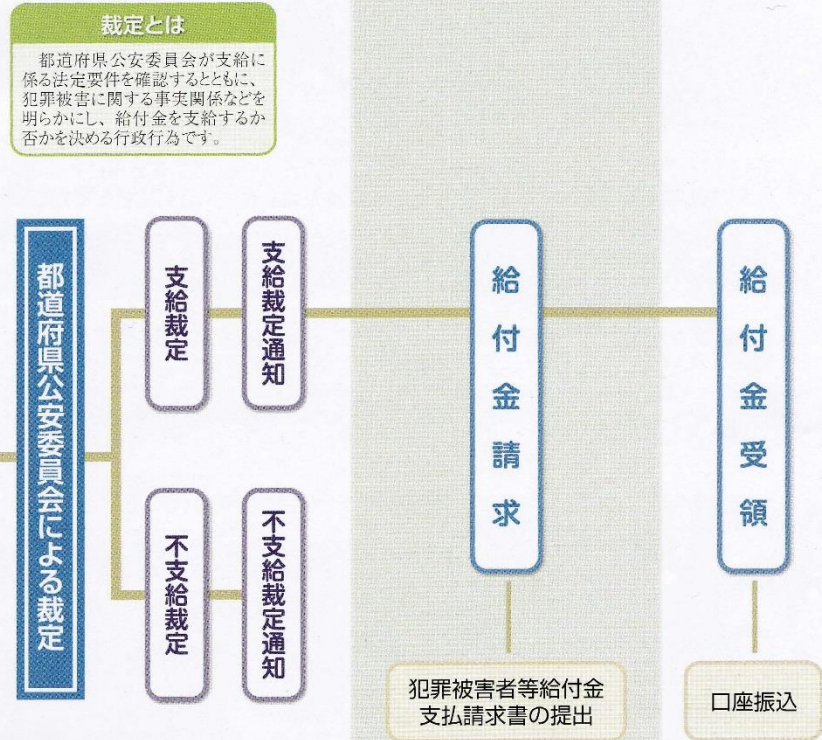 裁定とは
都道府県公安委員会が支給に
係る法定要件を確認するとともに、
犯罪被害に関する事実関係などを
明らかにし、給付金を支給するか
否かを決める行政行為です。
都道府県公安委員会による裁定
支給裁定
支給裁定通知
不支給裁定
不支給裁定通知
給付金請求
犯罪被害者等給付金
支払請求書の提出
給付金受領
口座振込